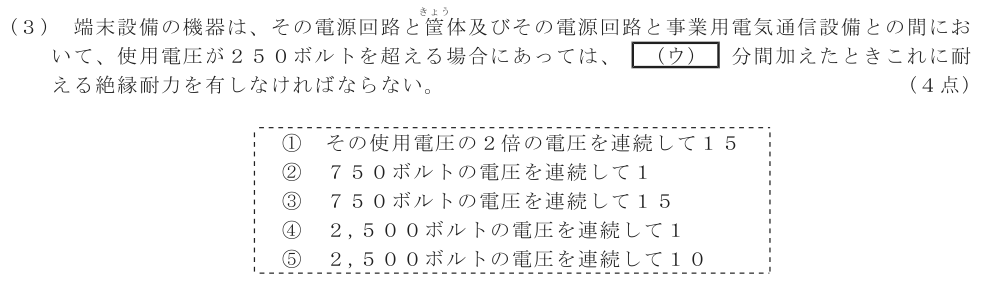 きょう
（３） 端末設備の機器は、その電源回路と筐体及びその電源回路と事業用電気通信設備との間にお
いて、使用電圧が２５０ボルトを超える場合にあっては、 （ウ） 分間加えたときこれに耐
える絶縁耐力を有しなければならない。 （４点）
① その使用電圧の２倍の電圧を連続して１５
② ７５０ボルトの電圧を連続して１
③ ７５０ボルトの電圧を連続して１５
④ ２，５００ボルトの電圧を連続して１
⑤ ２，５００ボルトの電圧を連続して１０